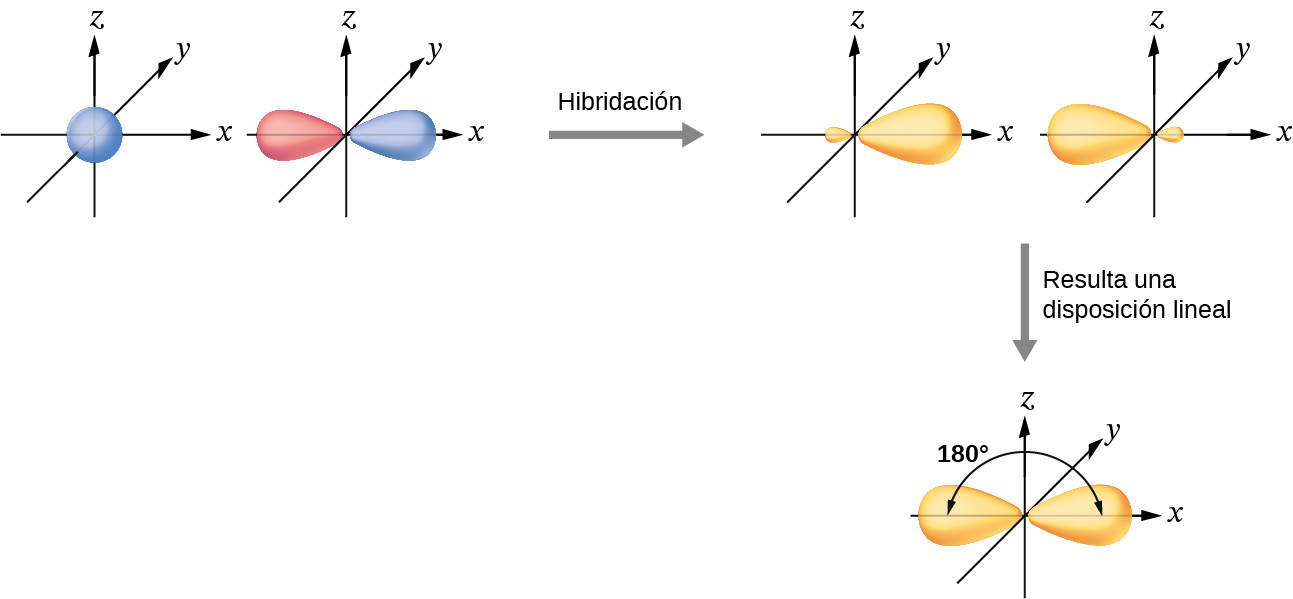 z
y
x
z
y
x
Hibridación
z
y
x
z
y
x
Resulta una
disposición lineal
z
y
180°
x